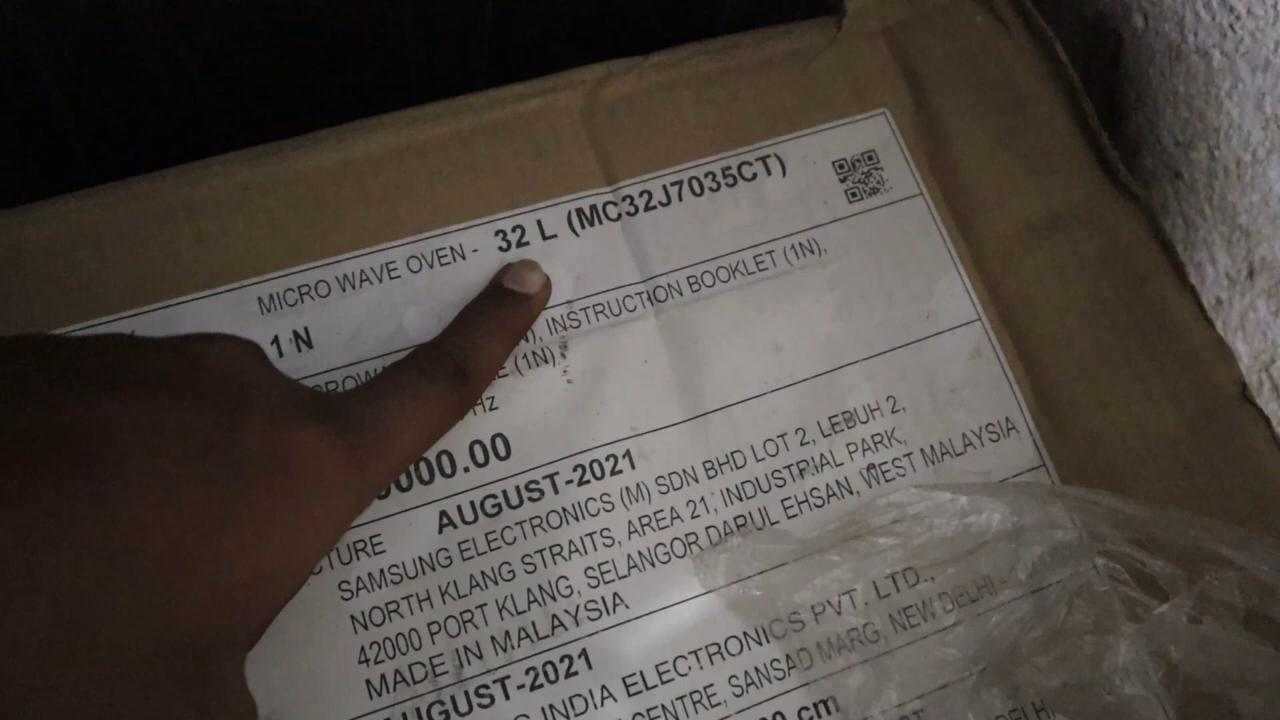 MICRO WAVE OVEN - 32 L (MC32J7035CT)
1 N
INSTRUCTION BOOKLET (1N),
(1N)
Hz
000.00
AUGUST-2021
SAMSUNG ELECTRONICS (M) SDN BHD LOT 2, LEBUH 2,
NORTH KLANG STRAITS, AREA 21, INDUSTRIAL PARK,
42000 PORT KLANG, SELANGOR DARUL EHSAN, WEST MALAYSIA
MADE IN MALAYSIA
AUGUST-2021
INDIA ELECTRONICS PVT. LTD.,
CENTRE, SANSAD MARG, NEW DELHI-
cm
DELHI,